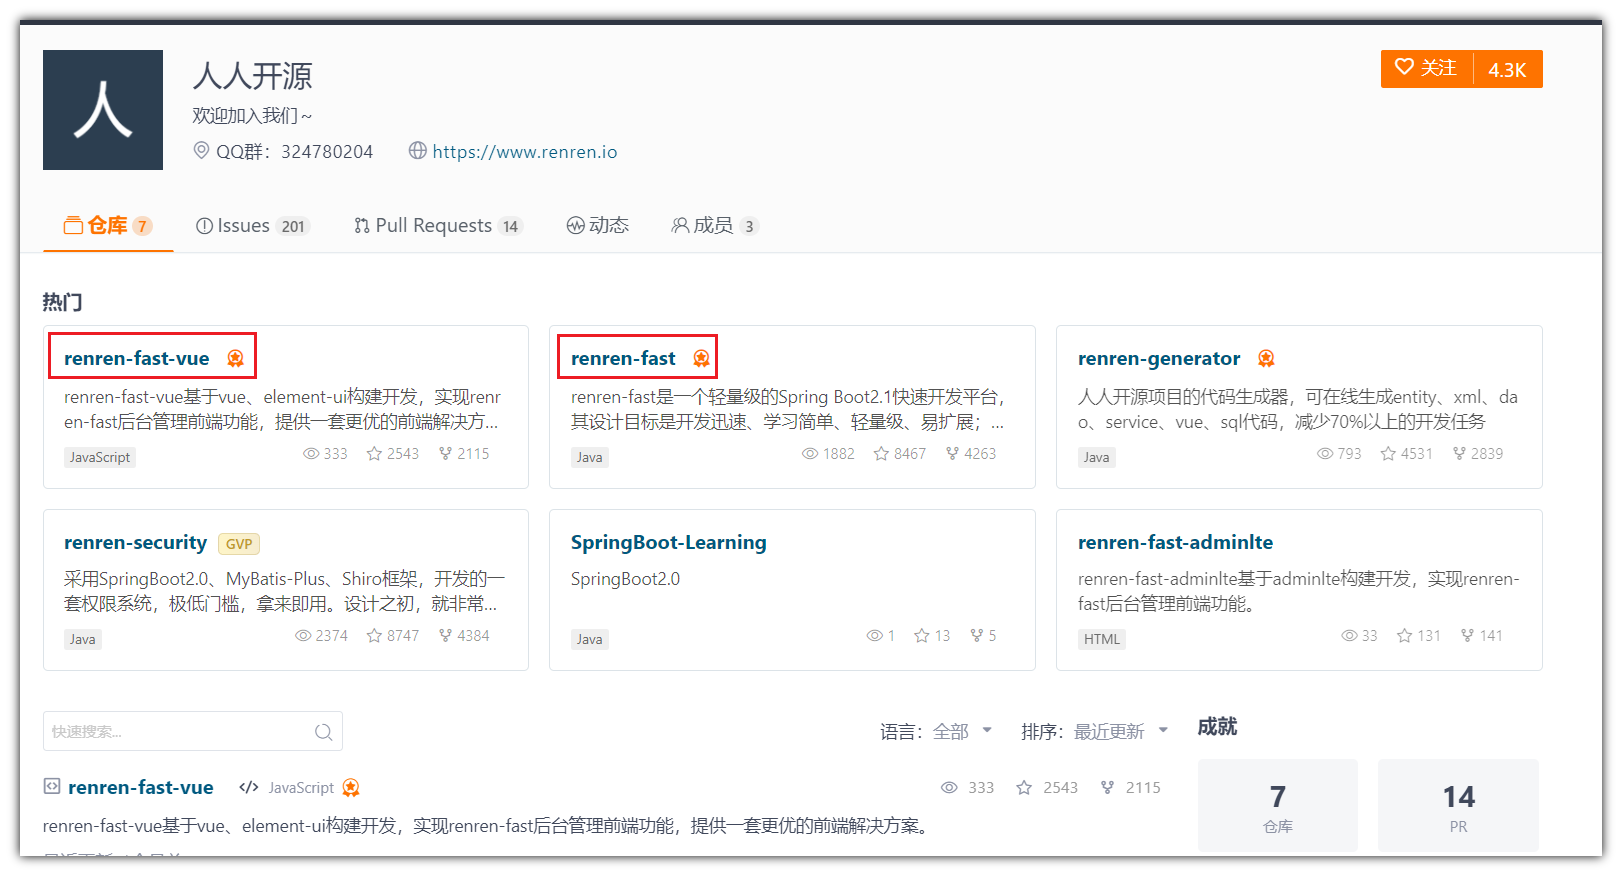 人
人人开源
欢迎加入我们~
QQ群：324780204 https://www.renren.io
关注 4.3K
仓库 7 Issues 201 Pull Requests 14 动态 成员 3
热门
renren-fast-vue
renren-fast-vue基于vue、element-ui构建开发，实现renr
en-fast后台管理前端功能，提供一套更优的前端解决方...
JavaScript 333 2543 2115
renren-fast
renren-fast是一个轻量级的Spring Boot2.1快速开发平台，
其设计目标是开发迅速、学习简单、轻量级、易扩展；...
Java 1882 8467 4263
renren-generator
人人开源项目的代码生成器，可在线生成entity、xml、da
o、service、vue、sql代码，减少70%以上的开发任务
Java 793 4531 2839
renren-security GVP
采用SpringBoot2.0、MyBatis-Plus、Shiro框架，开发的一
套权限系统，极低门槛，拿来即用。设计之初，就非常...
Java 2374 8747 4384
SpringBoot-Learning
SpringBoot2.0
Java 1 13 5
renren-fast-adminlte
renren-fast-adminlte基于adminlte构建开发，实现renren-
fast后台管理前端功能。
HTML 33 131 141
快速搜索...
语言：全部 排序：最近更新
renren-fast-vue </> JavaScript 333 2543 2115
renren-fast-vue基于vue、element-ui构建开发，实现renren-fast后台管理前端功能，提供一套更优的前端解决方案。
成就
7
仓库
14
PR